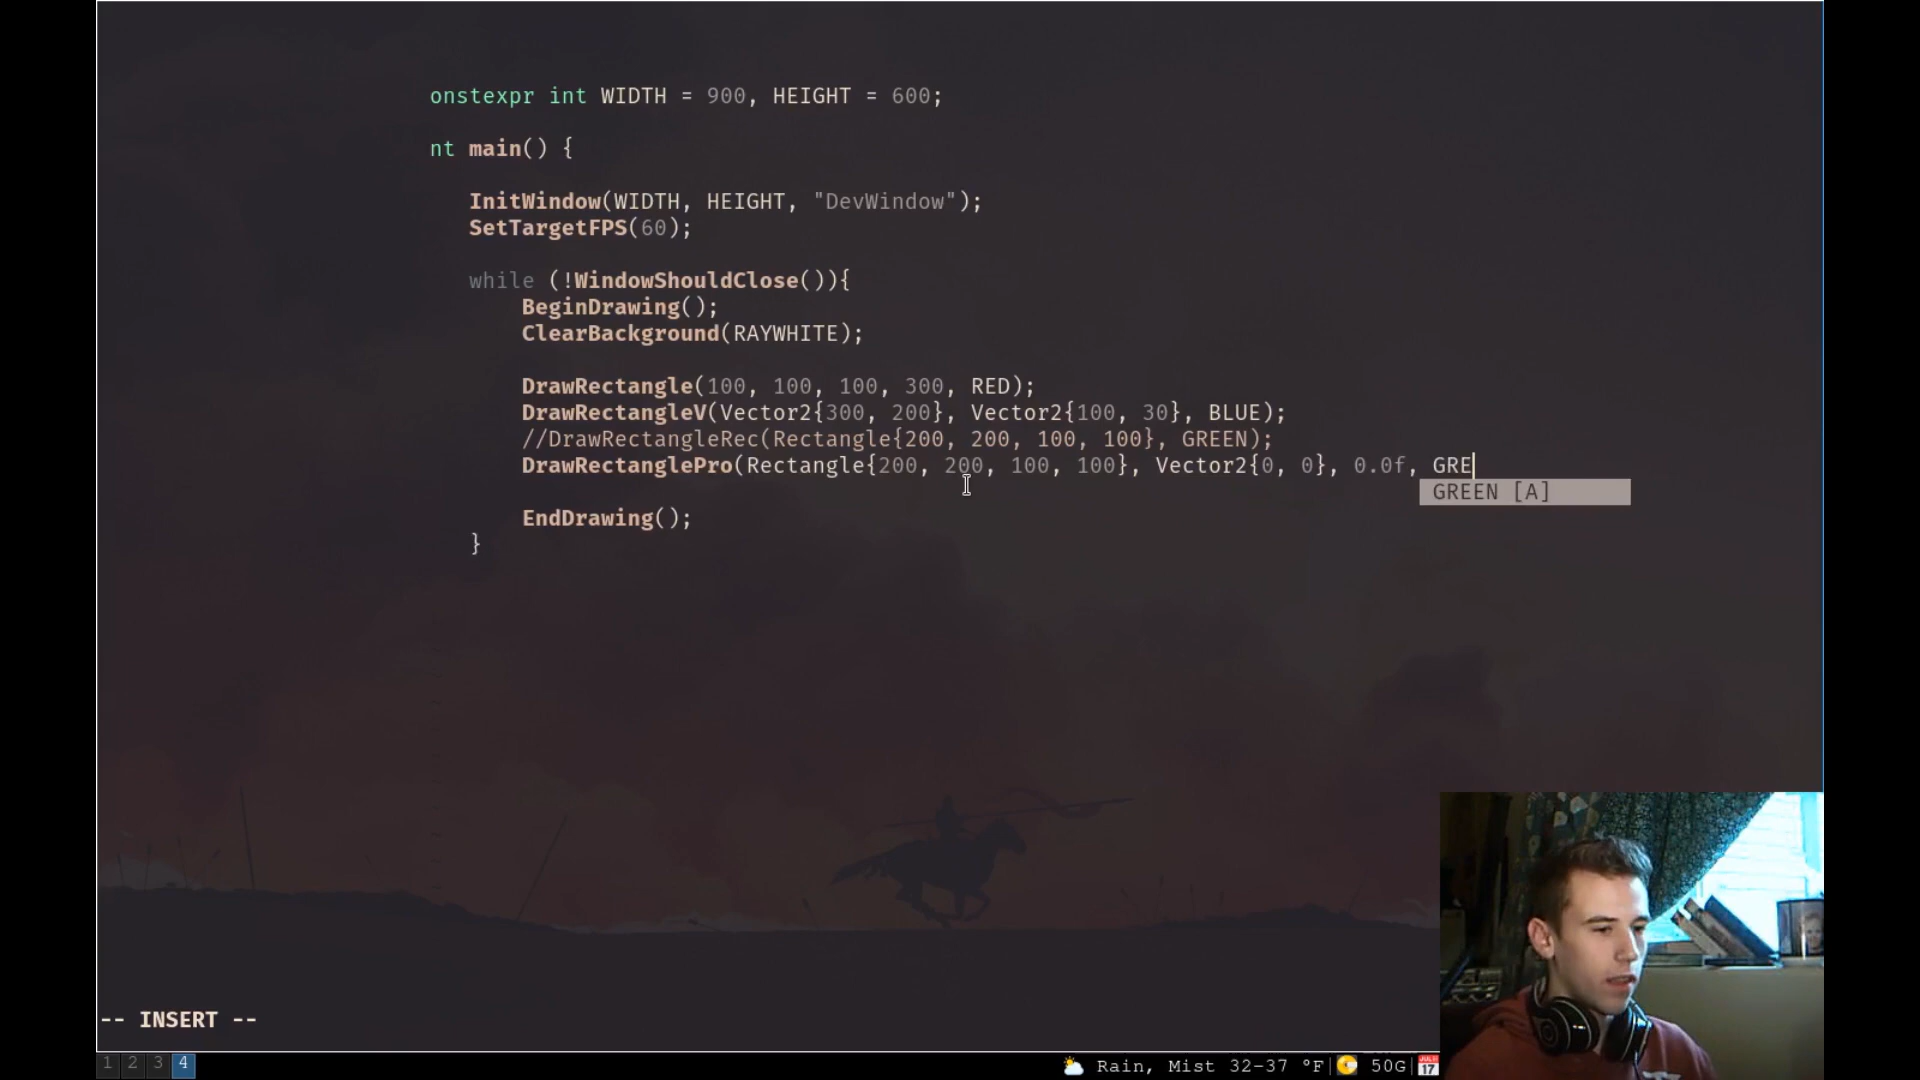 onstexpr int WIDTH = 900, HEIGHT = 600;
nt main() {
InitWindow(WIDTH, HEIGHT, "DevWindow");
SetTargetFPS(60);
while (!WindowShouldClose()){
BeginDrawing();
ClearBackground(RAYWHITE);
DrawRectangle(100, 100, 100, 300, RED);
DrawRectangleV(Vector2{300, 200}, Vector2{100, 30}, BLUE);
//DrawRectangleRec(Rectangle{200, 200, 100, 100}, GREEN);
DrawRectanglePro(Rectangle{200, 200, 100, 100}, Vector2{0, 0}, 0.0f, GRE
GREEN [A]
EndDrawing();
}
-- INSERT --
1 2 3 4 Rain, Mist 32-37 °F| 50G| 17